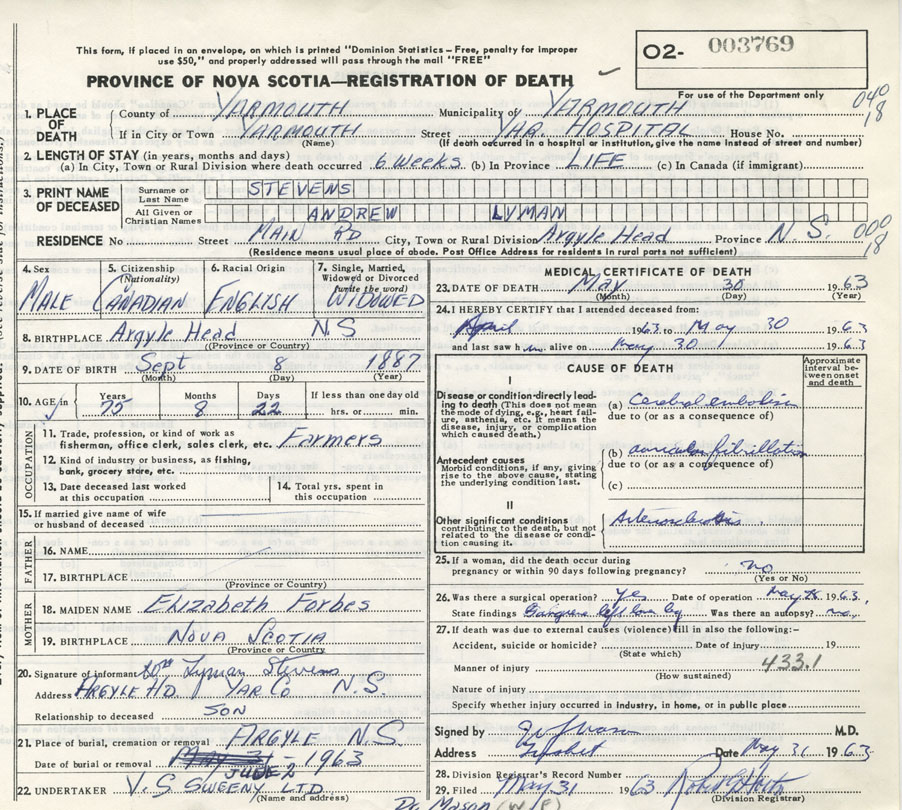 This form, if placed in an envelope, on which is printed "Dominion Statistics – Free, penalty for improper
use $50," and properly addressed will pass through the mail "FREE"
O2- 003769
For use of the Department only
PROVINCE OF NOVA SCOTIA—REGISTRATION OF DEATH
040
18
1. PLACE OF DEATH
County of YARMOUTH Municipality of YARMOUTH
If in City or Town YARMOUTH Street YAR. HOSPITAL House No.
(Name) (If death occurred in a hospital or institution, give the name instead of street and number)
2. LENGTH OF STAY (in years, months and days)
(a) In City, Town or Rural Division where death occurred 6 weeks (b) In Province LIFE (c) In Canada (if immigrant)
3. PRINT NAME OF DECEASED
Surname or Last Name STEVENS
All Given or Christian Names ANDREW LYMAN
RESIDENCE No Street MAIN RD City, Town or Rural Division Argyle Head Province N.S.
000
18
(Residence means usual place of abode. Post Office Address for residents in rural parts not sufficient)
4. Sex MALE
5. Citizenship (Nationality) CANADIAN
6. Racial Origin ENGLISH
7. Single, Married, Widowed or Divorced (write the word) WIDOWED
8. BIRTHPLACE Argyle Head N S
(Province or Country)
9. DATE OF BIRTH Sept 8 1887
(Month) (Day) (Year)
10. AGE in Years 75 Months 8 Days 22 If less than one day old hrs. or min.
OCCUPATION
11. Trade, profession, or kind of work as fisherman, office clerk, sales clerk, etc. Farmers
12. Kind of industry or business, as fishing, bank, grocery store, etc.
13. Date deceased last worked at this occupation
14. Total yrs. spent in this occupation
15. If married give name of wife or husband of deceased
FATHER
16. NAME
17. BIRTHPLACE
(Province or Country)
MOTHER
18. MAIDEN NAME Elizabeth Forbes
19. BIRTHPLACE NOVA SCOTIA
(Province or Country)
20. Signature of informant Lyman Stevens
Address ARGYLE HD YAR CO N.S.
Relationship to deceased SON
21. Place of burial, cremation or removal ARGYLE N.S.
Date of burial or removal MAY 31 JUNE 2 - 1963
22. UNDERTAKER V.S SWEENY LTD
(Name and address)
MEDICAL CERTIFICATE OF DEATH
23. DATE OF DEATH May 30 1963
(Month) (Day) (Year)
24. I HEREBY CERTIFY that I attended deceased from:
April 1963. to May 30 1963
and last saw him alive on May 30 1963
CAUSE OF DEATH
Approximate interval between onset and death
I
Disease or condition directly leading to death (This does not mean the mode of dying, e.g., heart failure, asthenia, etc. It means the disease, injury, or complication which caused death.)
(a) Cerebral embolism
due to (or as a consequence of)
Antecedent causes
Morbid conditions, if any, giving rise to the above cause, stating the underlying condition last.
(b) auricular fibrillation
due to (or as a consequence of)
(c)
II
Other significant conditions
contributing to the death, but not related to the disease or condition causing it.
Arteriosclerosis
25. If a woman, did the death occur during pregnancy or within 90 days following pregnancy? no
(Yes or No)
26. Was there a surgical operation? yes Date of operation May 1963.
State findings Gangrene left Was there an autopsy? no.
27. If death was due to external causes (violence) fill in also the following:–
Accident, suicide or homicide? Date of injury 19
(State which)
433.1
Manner of injury
(How sustained)
Nature of injury
Specify whether injury occurred in Industry, in home, or in public place
Signed by M.D.
Address Date May 31 1963
28. Division Registrar's Record Number
29. Filed May 31 1963
(Division Registrar)
Dr Mason (W/F)